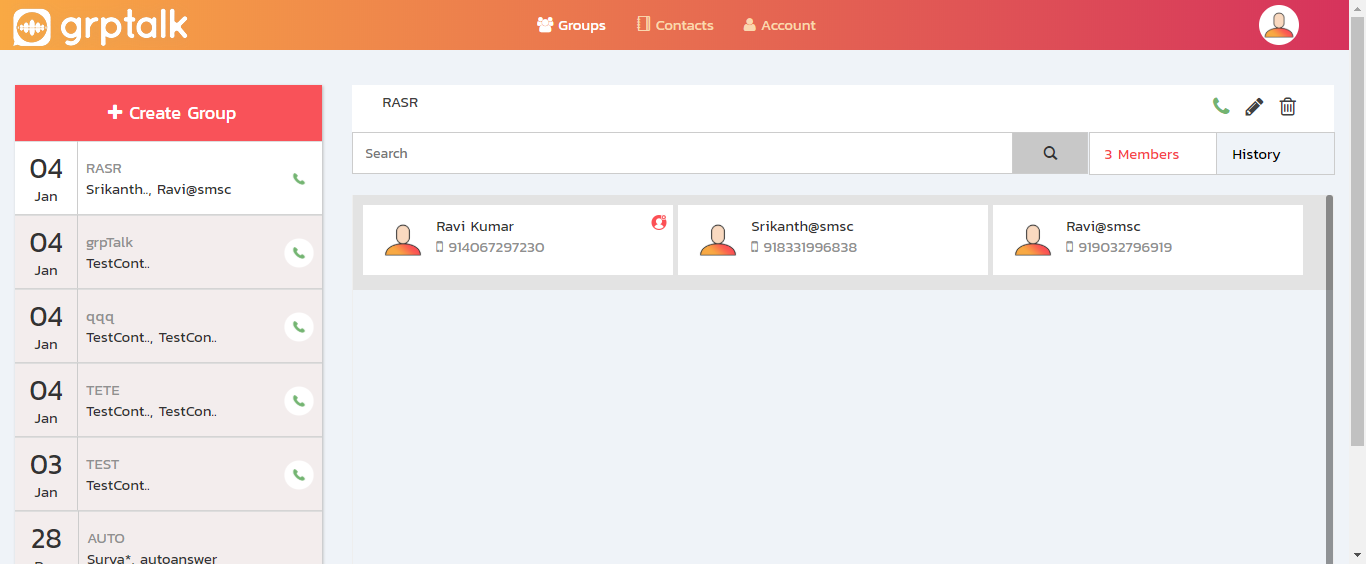 grptalk
Groups
Contacts
Account
Create Group
04
Jan
RASR
Srikanth.., Ravi@smsc
04
Jan
grpTalk
TestCont..
04
Jan
qqq
TestCont.., TestCon..
04
Jan
TETE
TestCont.., TestCon..
03
Jan
TEST
TestCont..
28
AUTO
Surya*, autoanswer
RASR
Search
3 Members
History
Ravi Kumar
914067297230
Srikanth@smsc
918331996838
Ravi@smsc
919032796919